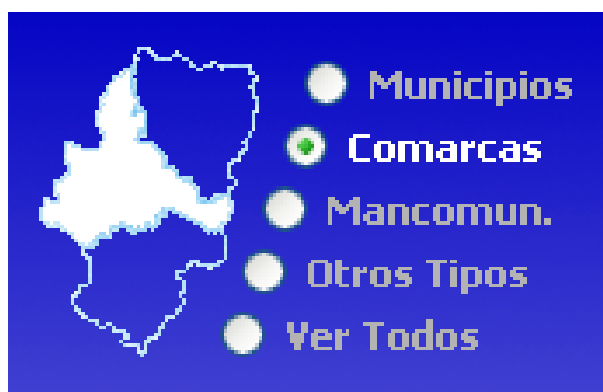 Municipios
Comarcas
Mancomun.
Otros Tipos
Ver Todos